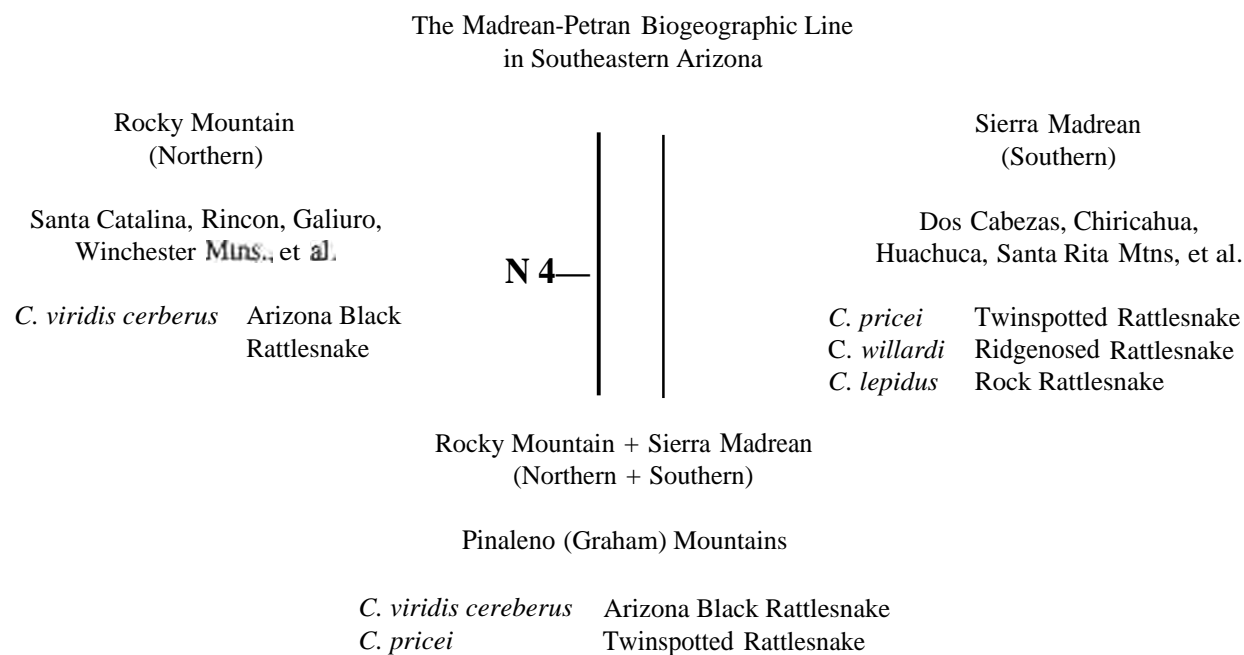 The Madrean-Petran Biogeographic Line
in Southeastern Arizona
Rocky Mountain
(Northern)
Santa Catalina, Rincon, Galiuro,
Winchester Mtns., et al.
C. viridis cerberus Arizona Black
Rattlesnake
N 4—
Sierra Madrean
(Southern)
Dos Cabezas, Chiricahua,
Huachuca, Santa Rita Mtns, et al.
C. pricei Twinspotted Rattlesnake
C. willardi Ridgenosed Rattlesnake
C. lepidus Rock Rattlesnake
Rocky Mountain + Sierra Madrean
(Northern + Southern)
Pinaleno (Graham) Mountains
C. viridis cereberus Arizona Black Rattlesnake
C. pricei Twinspotted Rattlesnake